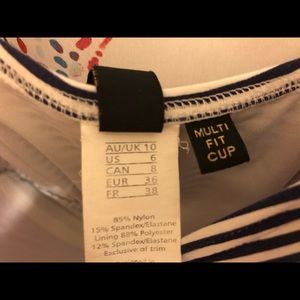 AU/UK 10
US 6
CAN 8
EUR 36
FR 38
85% Nylon
15% Spandex/Elastane
Lining 88% Polyester
12% Spandex/Elastane
Exclusive of trim
MULTI
FIT
CUP